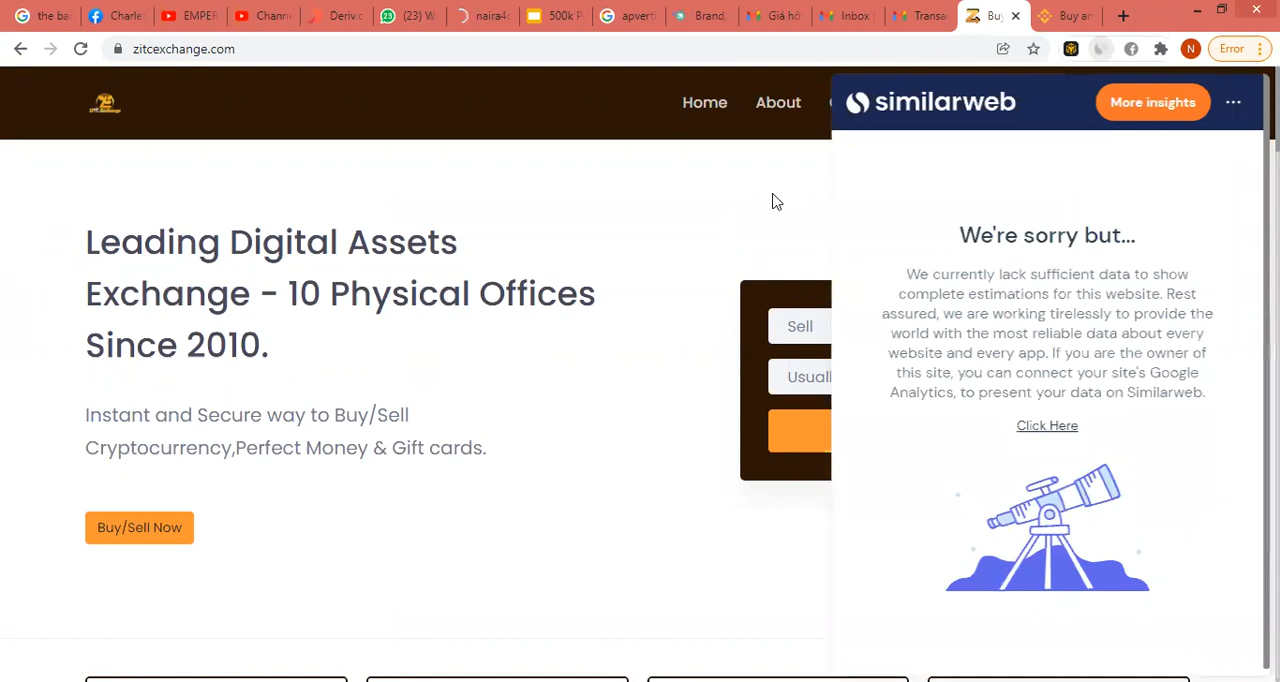 the ba
Charle
EMPER
Chann
Deriv.c
(23) W
naira4
500k P
apvert
Brand,
Giá hố
Inbox
Transa
Bu
Buy ar
zitcexchange.com
N
Error
Home
About
similarweb
More insights
Leading Digital Assets
Exchange - 10 Physical Offices
Since 2010.
Instant and Secure way to Buy/Sell
Cryptocurrency,Perfect Money & Gift cards.
Buy/Sell Now
Sell
Usuall
We're sorry but...
We currently lack sufficient data to show
complete estimations for this website. Rest
assured, we are working tirelessly to provide the
world with the most reliable data about every
website and every app. If you are the owner of
this site, you can connect your site's Google
Analytics, to present your data on Similarweb.
Click Here